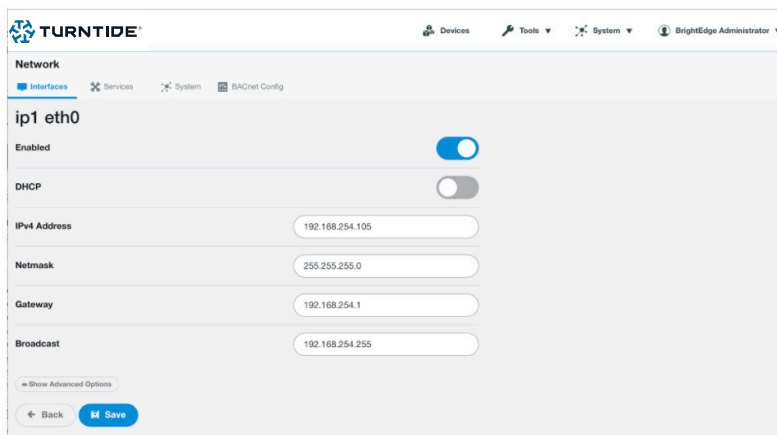 TURNTIDE
Devices Tools System BrightEdge Administrator
Network
Interfaces Services System BACnet Config
ip1 eth0
Enabled
DHCP
IPv4 Address 192.168.254.105
Netmask 255.255.255.0
Gateway 192.168.254.1
Broadcast 192.168.254.255
Show Advanced Options
Back Save